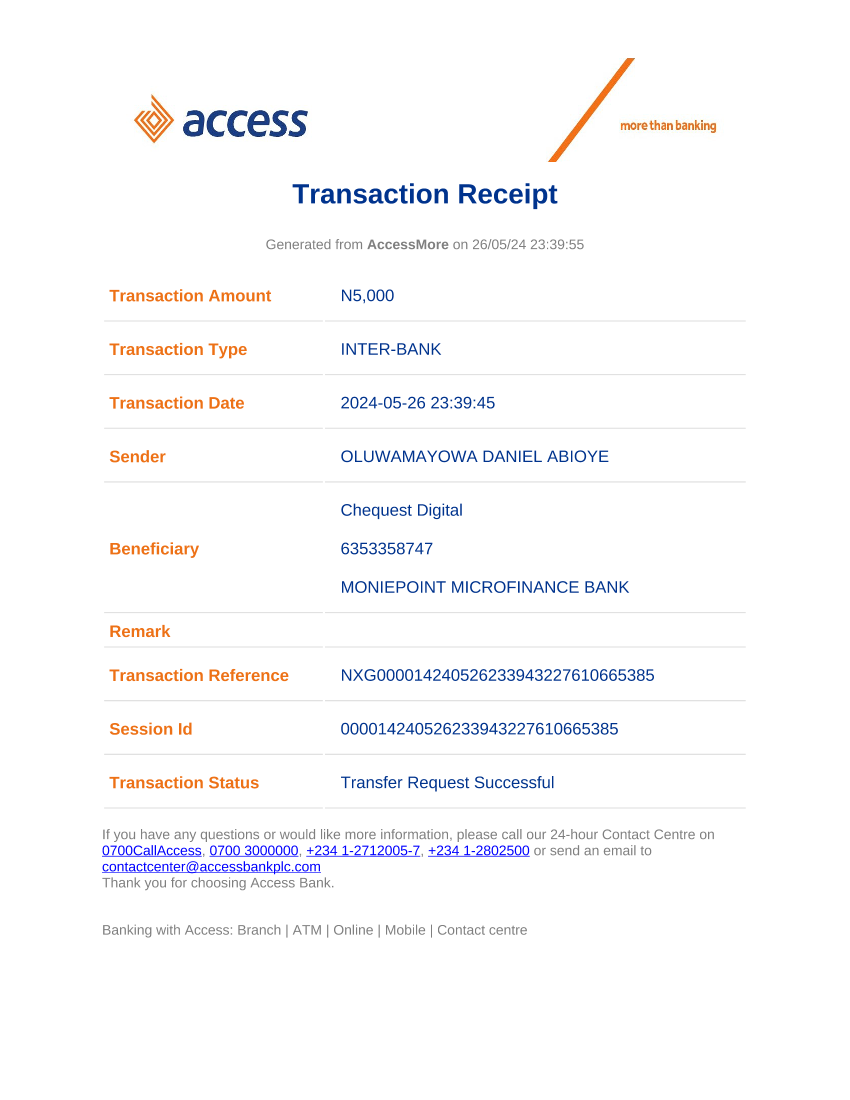 access
more than banking
Transaction Receipt
Generated from AccessMore on 26/05/24 23:39:55
Transaction Amount N5,000
Transaction Type INTER-BANK
Transaction Date 2024-05-26 23:39:45
Sender OLUWAMAYOWA DANIEL ABIOYE
Chequest Digital
Beneficiary 6353358747
MONIEPOINT MICROFINANCE BANK
Remark
Transaction Reference NXG000014240526233943227610665385
Session Id 000014240526233943227610665385
Transaction Status Transfer Request Successful
If you have any questions or would like more information, please call our 24-hour Contact Centre on
0700CallAccess, 0700 3000000, +234 1-2712005-7, +234 1-2802500 or send an email to
contactcenter@accessbankplc.com
Thank you for choosing Access Bank.
Banking with Access: Branch | ATM | Online | Mobile | Contact centre